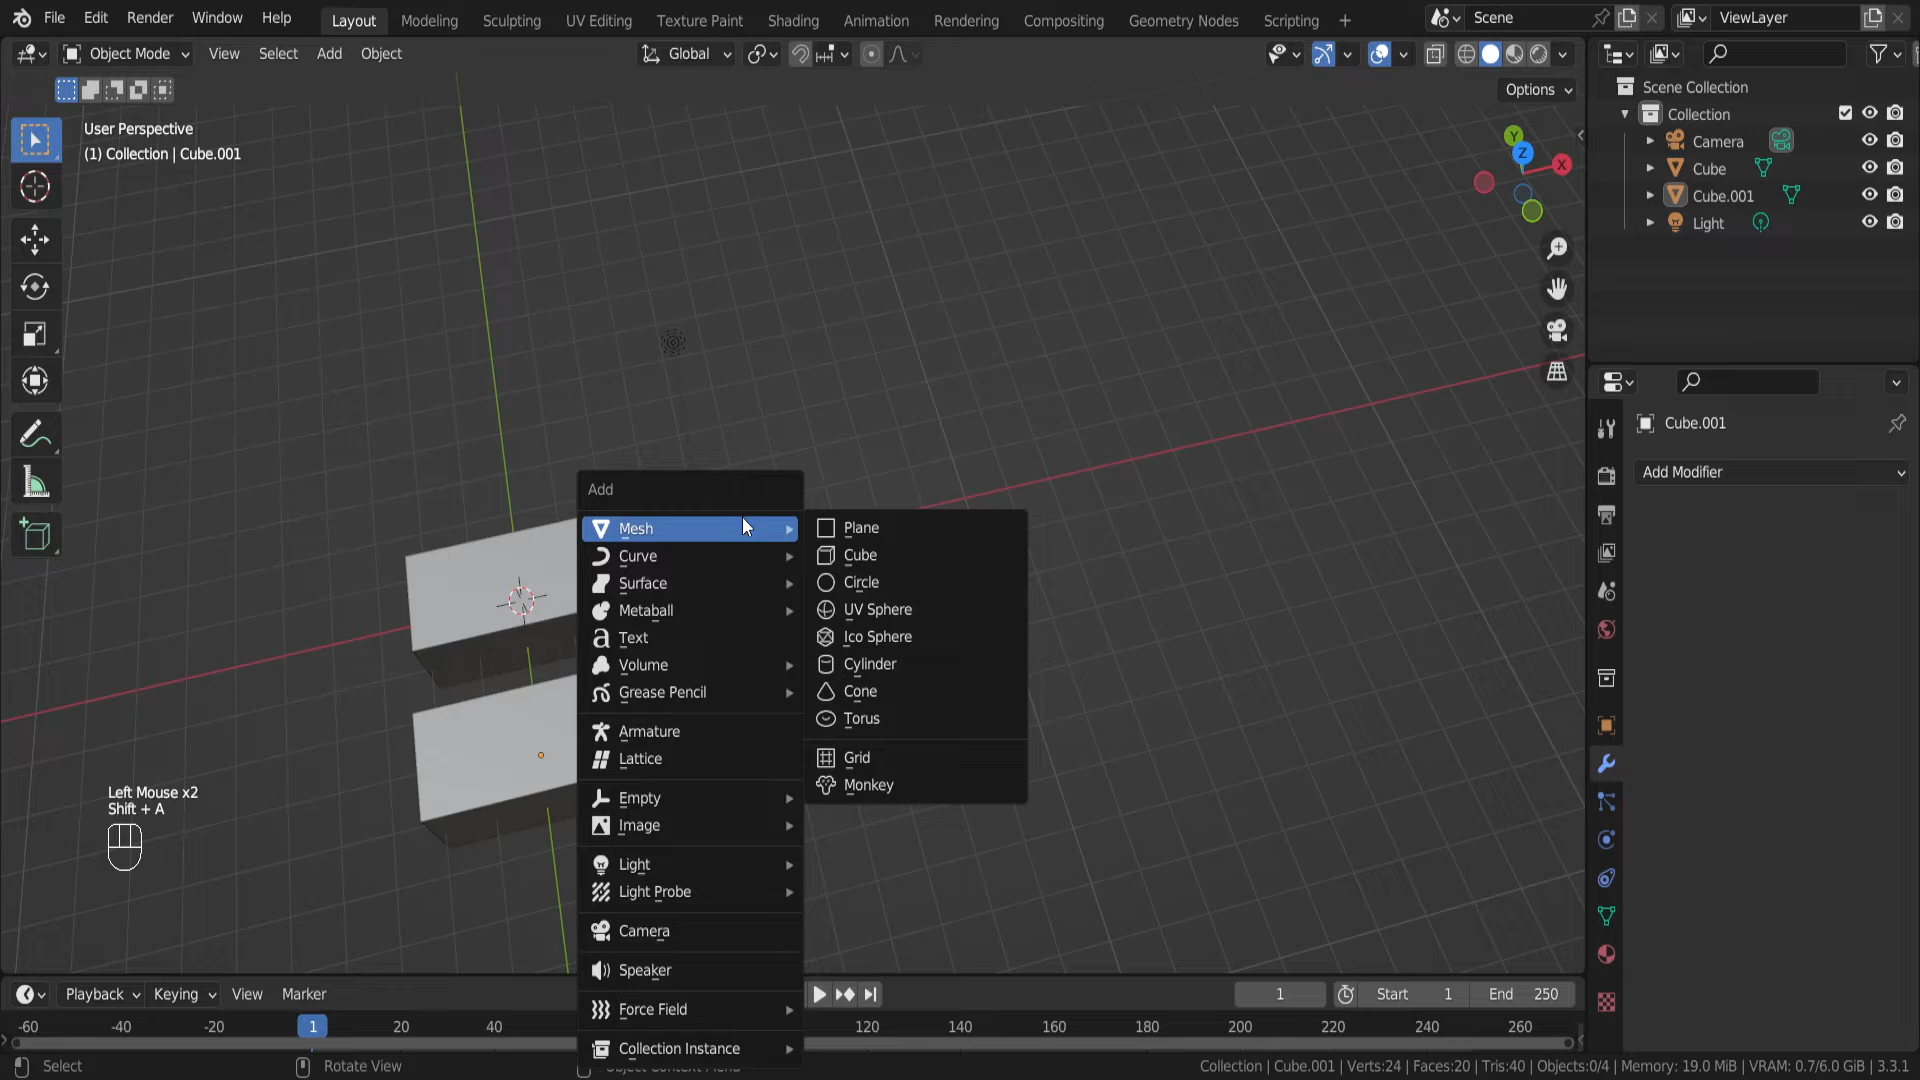 File Edit Render Window Help Layout Modeling Sculpting UV Editing Texture Paint Shading Animation Rendering Compositing Geometry Nodes Scripting + Scene ViewLayer
Object Mode View Select Add Object Global
Options
User Perspective
(1) Collection | Cube.001
Y
Z
X
Scene Collection
Collection
Camera
Cube
Cube.001
Light
Cube.001
Add Modifier
Add
Mesh
Curve
Surface
Metaball
Text
Volume
Grease Pencil
Armature
Lattice
Empty
Image
Light
Light Probe
Camera
Speaker
Force Field
Collection Instance
Plane
Cube
Circle
UV Sphere
Ico Sphere
Cylinder
Cone
Torus
Grid
Monkey
Left Mouse x2
Shift + A
Playback Keying View Marker 1 Start 1 End 250
-60 -40 -20 1 20 40 120 140 160 180 200 220 240 260
Select Rotate View Collection | Cube.001 | Verts:24 | Faces:20 | Tris:40 | Objects:0/4 | Memory: 19.0 MiB | VRAM: 0.7/6.0 GiB | 3.3.1